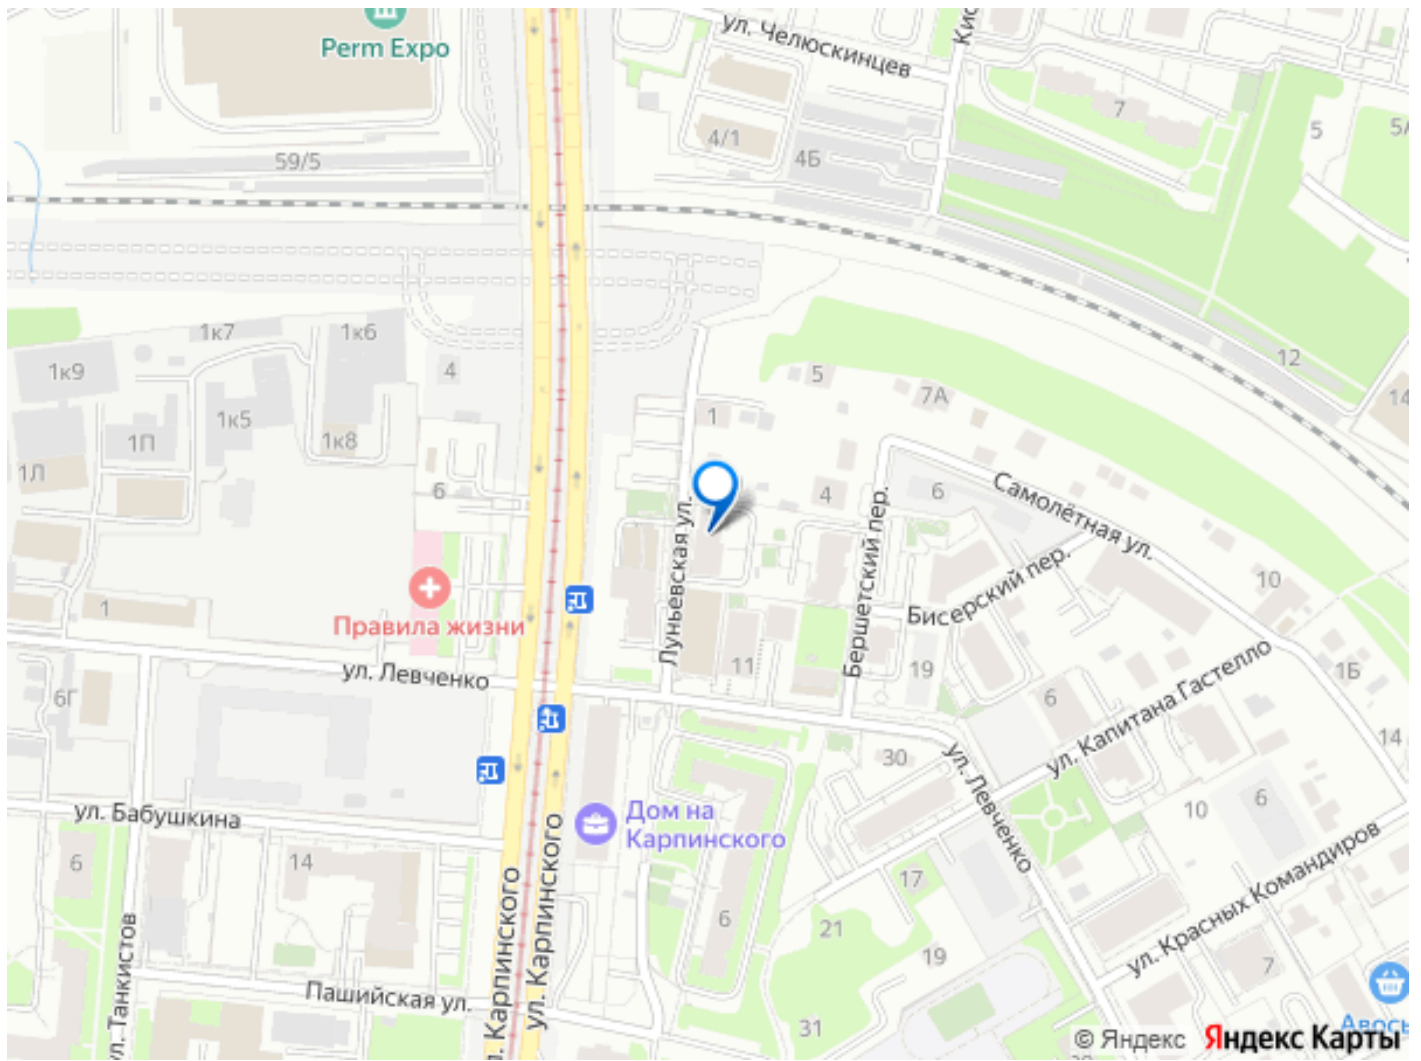 Perm Expo
ул. Челюскинцев
Кис
59/5
4/1
4Б
7
5
5А
1к7
1к6
1к9
4
1к5
1к8
1П
1Л
6
5
7А
12
14
1
4
6
Самолётная ул.
Луньевская ул.
Бершетский пер.
Бисерский пер.
10
1
Правила жизни
ул. Левченко
11
19
6
ул. Капитана Гастелло
1Б
14
6Г
30
ул. Левченко
ул. Бабушкина
Дом на
Карпинского
10
6
6
14
ул. Карпинского
ул. Карпинского
17
6
21
19
ул. Красных Командиров
7
ул. Танкистов
Пашийская ул.
31
Авось
© Яндекс Яндекс Карты